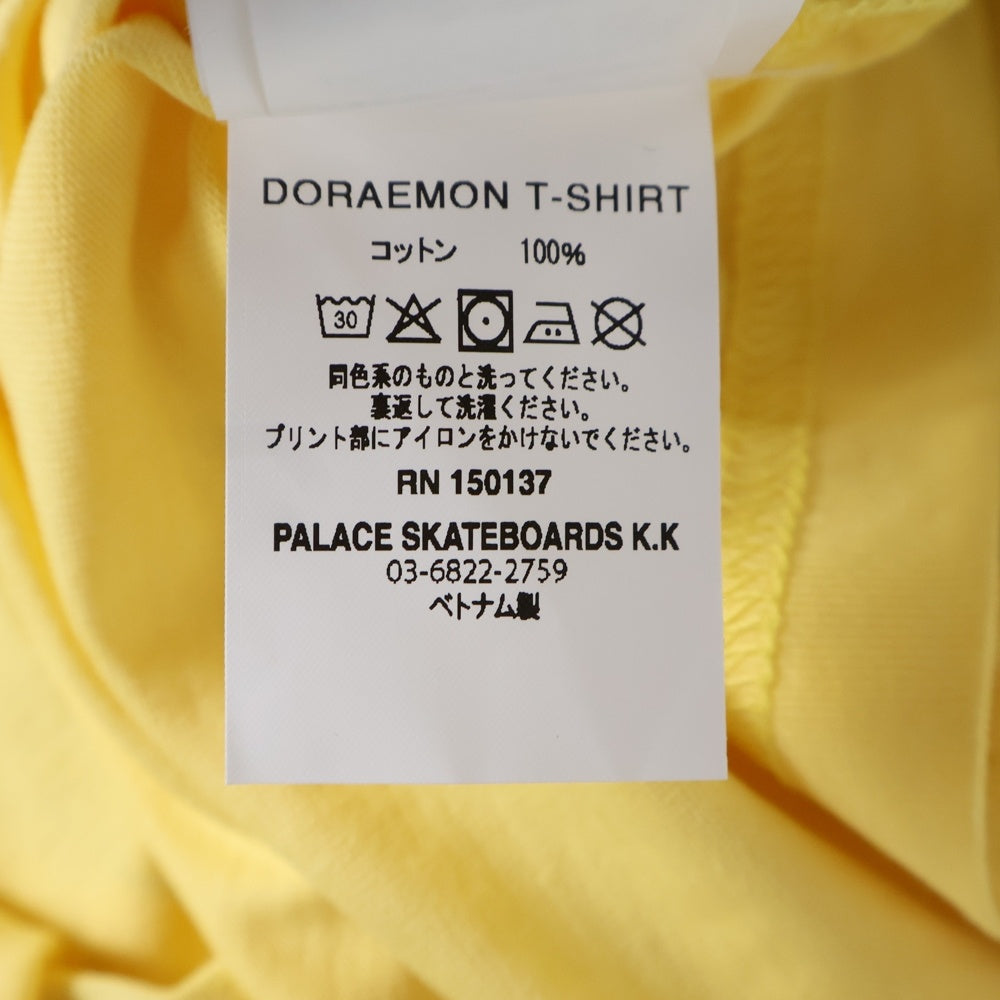 DORAEMON T-SHIRT
コットン 100%
30
同色系のものと洗ってください。
裏返して洗濯ください。
プリント部にアイロンをかけないでください。
RN 150137
PALACE SKATEBOARDS K.K
03-6822-2759
ベトナム製